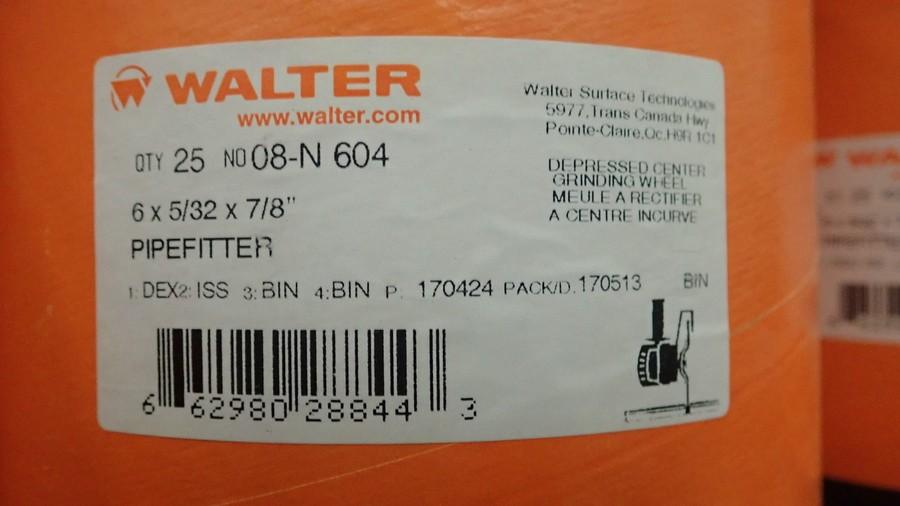 WALTER
www.walter.com
QTY 25 NO 08-N 604
6 x 5/32 x 7/8"
PIPEFITTER
Walter Surface Technologies
5977,Trans Canada Hwy
Pointe-Claire,Qc,H9R 1C1
DEPRESSED CENTER
GRINDING WHEEL
MEULE A RECTIFIER
A CENTRE INCURVE
1: DEX2: ISS 3: BIN 4: BIN P. 170424 PACK/D. 170513 BIN
6 62980 28844 3
WA